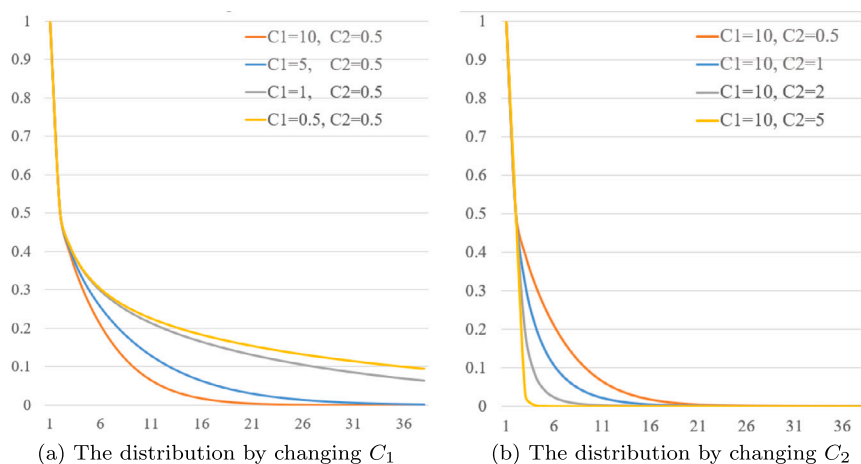 1
0.9
0.8
0.7
0.6
0.5
0.4
0.3
0.2
0.1
0
1 6 11 16 21 26 31 36
C1=10, C2=0.5
C1=5, C2=0.5
C1=1, C2=0.5
C1=0.5, C2=0.5
(a) The distribution by changing C₁
1
0.9
0.8
0.7
0.6
0.5
0.4
0.3
0.2
0.1
0
1 6 11 16 21 26 31 36
C1=10, C2=0.5
C1=10, C2=1
C1=10, C2=2
C1=10, C2=5
(b) The distribution by changing C₂